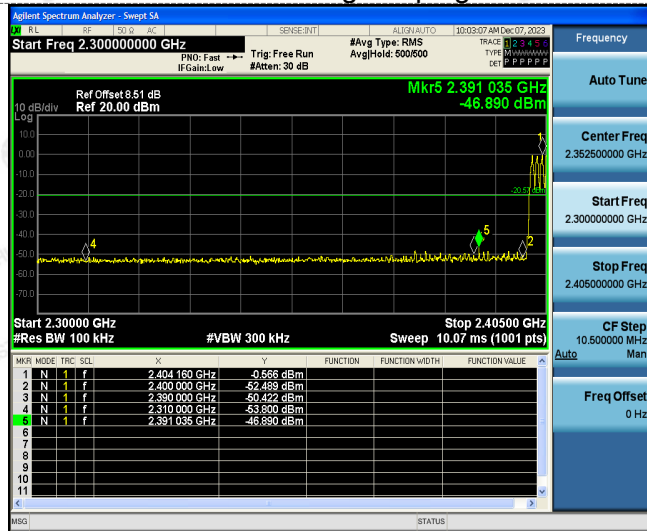 Agilent Spectrum Analyzer - Swept SA
LXI RL RF 50 Ω AC SENSE:INT ALIGN AUTO 10:03:07 AM Dec 07, 2023
Start Freq 2.300000000 GHz #Avg Type: RMS TRACE 1 2 3 4 5 6
PNO: Fast Trig: Free Run Avg|Hold: 500/500 TYPE M
IFGain:Low #Atten: 30 dB DET P P P P P P
Ref Offset 8.51 dB Mkr5 2.391 035 GHz
10 dB/div Ref 20.00 dBm -46.890 dBm
Log
10.0
0.00
-10.0
-20.0
-30.0
-40.0
-50.0
-60.0
-70.0
1
-20.57 dBm
5
4
2
Start 2.30000 GHz Stop 2.40500 GHz
#Res BW 100 kHz #VBW 300 kHz Sweep 10.07 ms (1001 pts)
MKR MODE TRC SCL X Y FUNCTION FUNCTION WIDTH FUNCTION VALUE
1 N 1 f 2.404 160 GHz -0.566 dBm
2 N 1 f 2.400 000 GHz -52.489 dBm
3 N 1 f 2.390 000 GHz -50.422 dBm
4 N 1 f 2.310 000 GHz -53.800 dBm
5 N 1 f 2.391 035 GHz -46.890 dBm
6
7
8
9
10
11
MSG STATUS
Frequency
Auto Tune
Center Freq
2.352500000 GHz
Start Freq
2.300000000 GHz
Stop Freq
2.405000000 GHz
CF Step
10.500000 MHz
Auto Man
Freq Offset
0 Hz